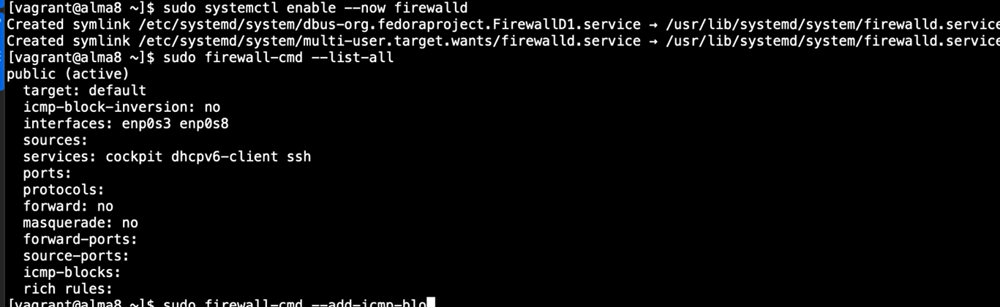 [vagrant@alma8 ~]$ sudo systemctl enable --now firewalld
Created symlink /etc/systemd/system/dbus-org.fedoraproject.FirewallD1.service → /usr/lib/systemd/system/firewalld.service
Created symlink /etc/systemd/system/multi-user.target.wants/firewalld.service → /usr/lib/systemd/system/firewalld.service
[vagrant@alma8 ~]$ sudo firewall-cmd --list-all
public (active)
  target: default
  icmp-block-inversion: no
  interfaces: enp0s3 enp0s8
  sources:
  services: cockpit dhcpv6-client ssh
  ports:
  protocols:
  forward: no
  masquerade: no
  forward-ports:
  source-ports:
  icmp-blocks:
  rich rules:
[vagrant@alma8 ~]$ sudo firewall-cmd --add-icmp-blo